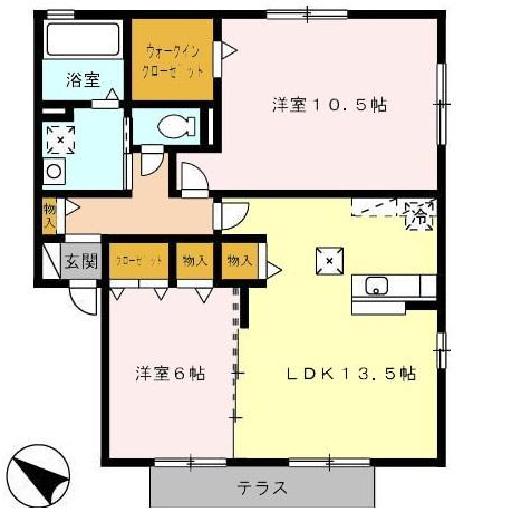 ウォークイン
クローゼット
浴室
洋室10.5帖
物入
冷
玄関
クローゼット
物入
物入
洋室6帖
LDK13.5帖
テラス